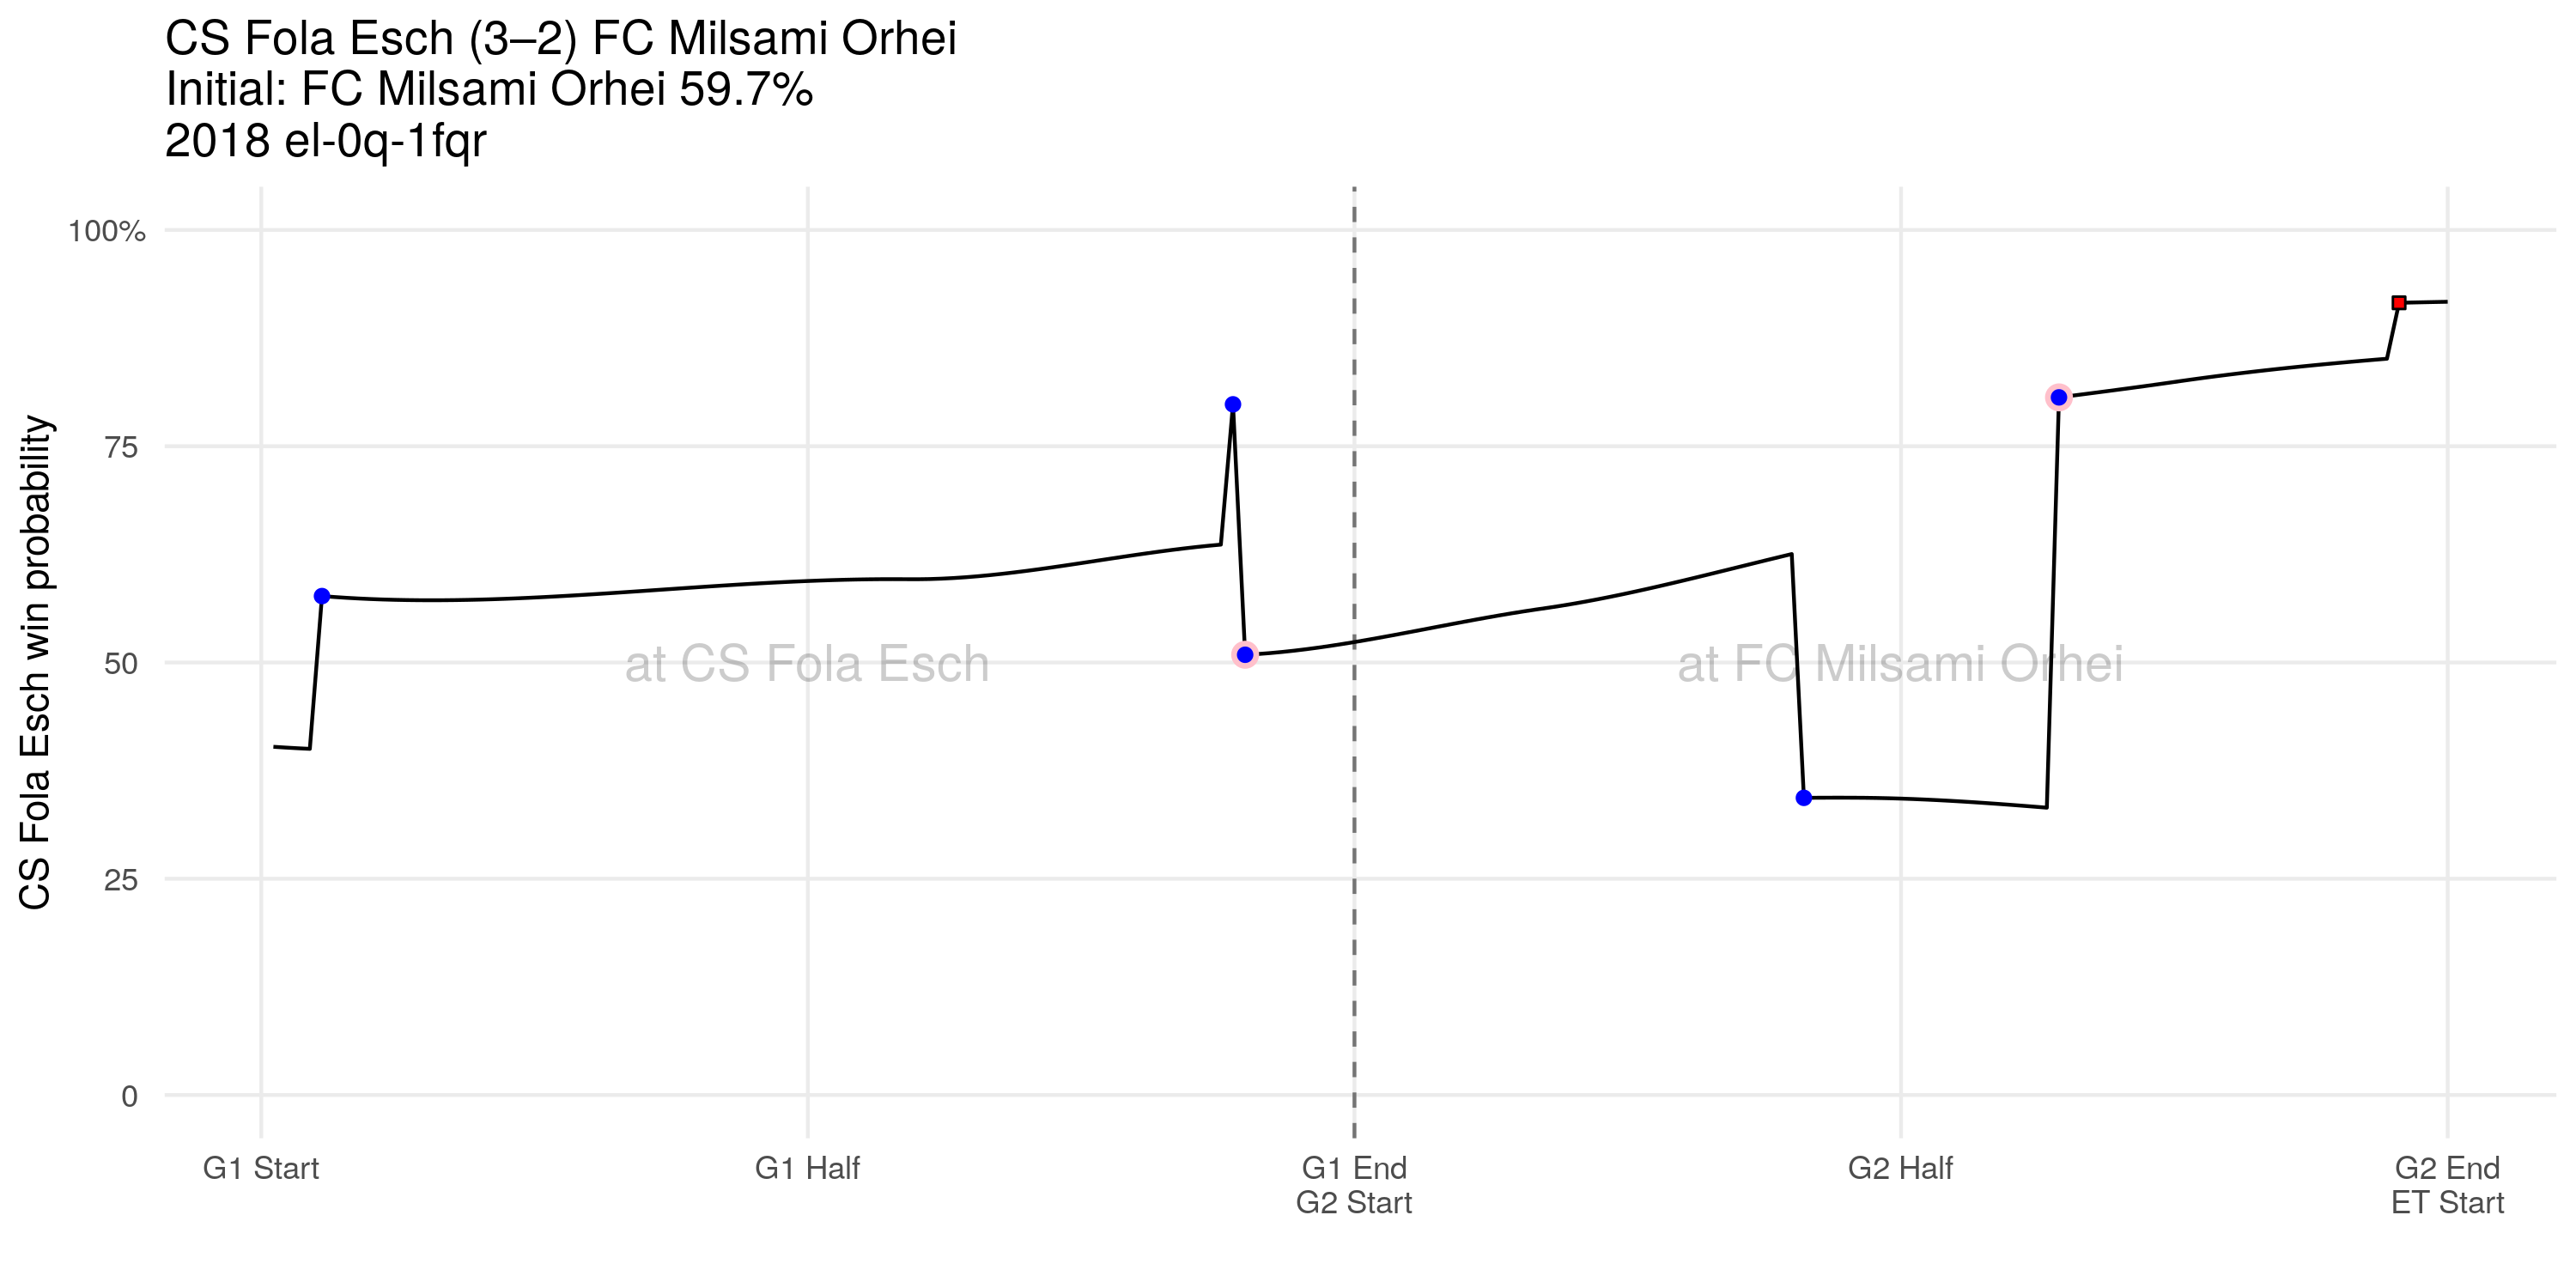 CS Fola Esch (3–2) FC Milsami Orhei
Initial: FC Milsami Orhei 59.7%
2018 el-0q-1fqr
CS Fola Esch win probability
100%
75
50
25
0
at CS Fola Esch
at FC Milsami Orhei
G1 Start
G1 Half
G1 End
G2 Start
G2 Half
G2 End
ET Start